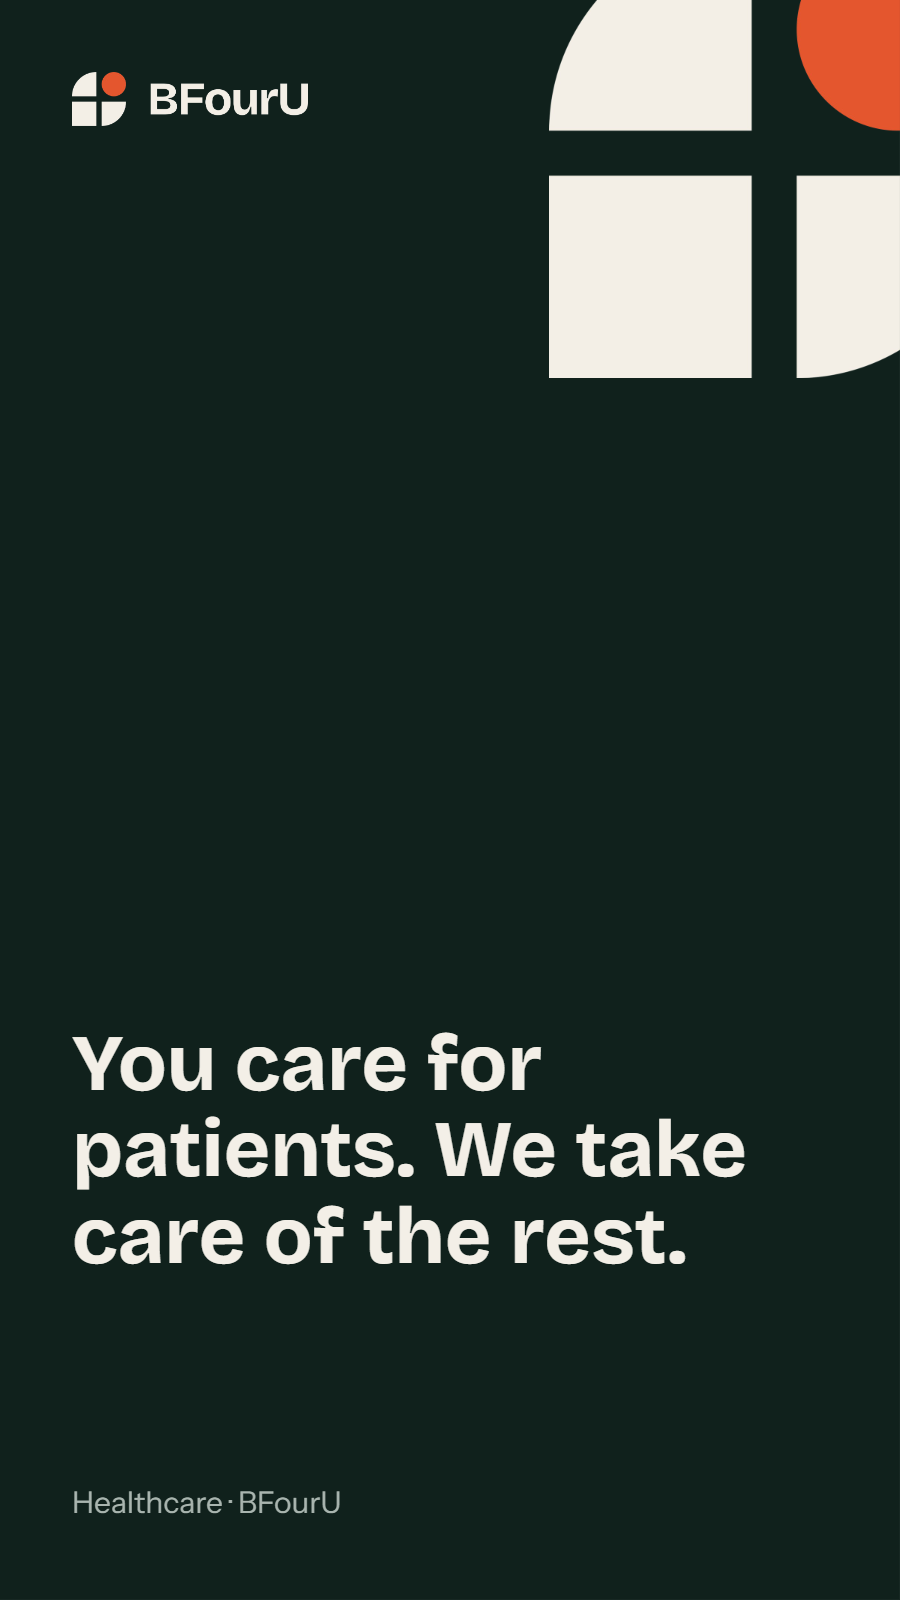 BFourU
You care for
patients. We take
care of the rest.
Healthcare · BFourU